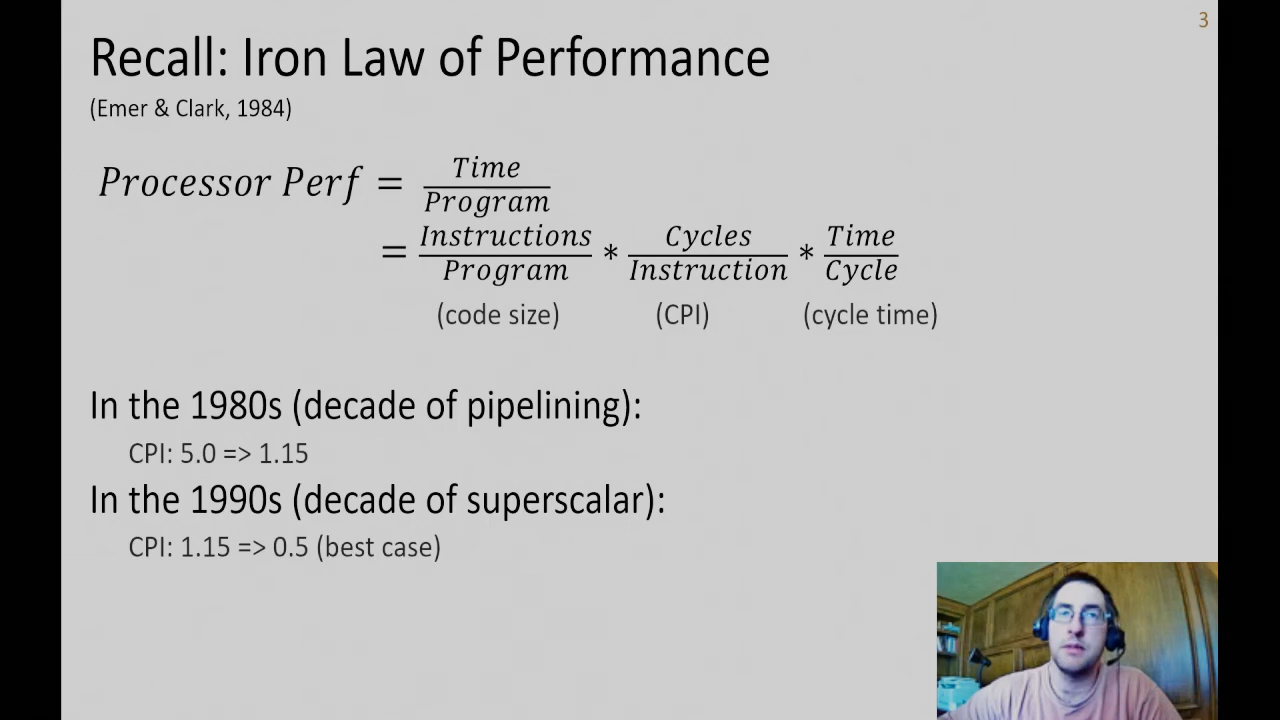 3
Recall: Iron Law of Performance
(Emer & Clark, 1984)
Processor Perf = Time / Program
= Instructions / Program * Cycles / Instruction * Time / Cycle
(code size) (CPI) (cycle time)
In the 1980s (decade of pipelining):
CPI: 5.0 => 1.15
In the 1990s (decade of superscalar):
CPI: 1.15 => 0.5 (best case)